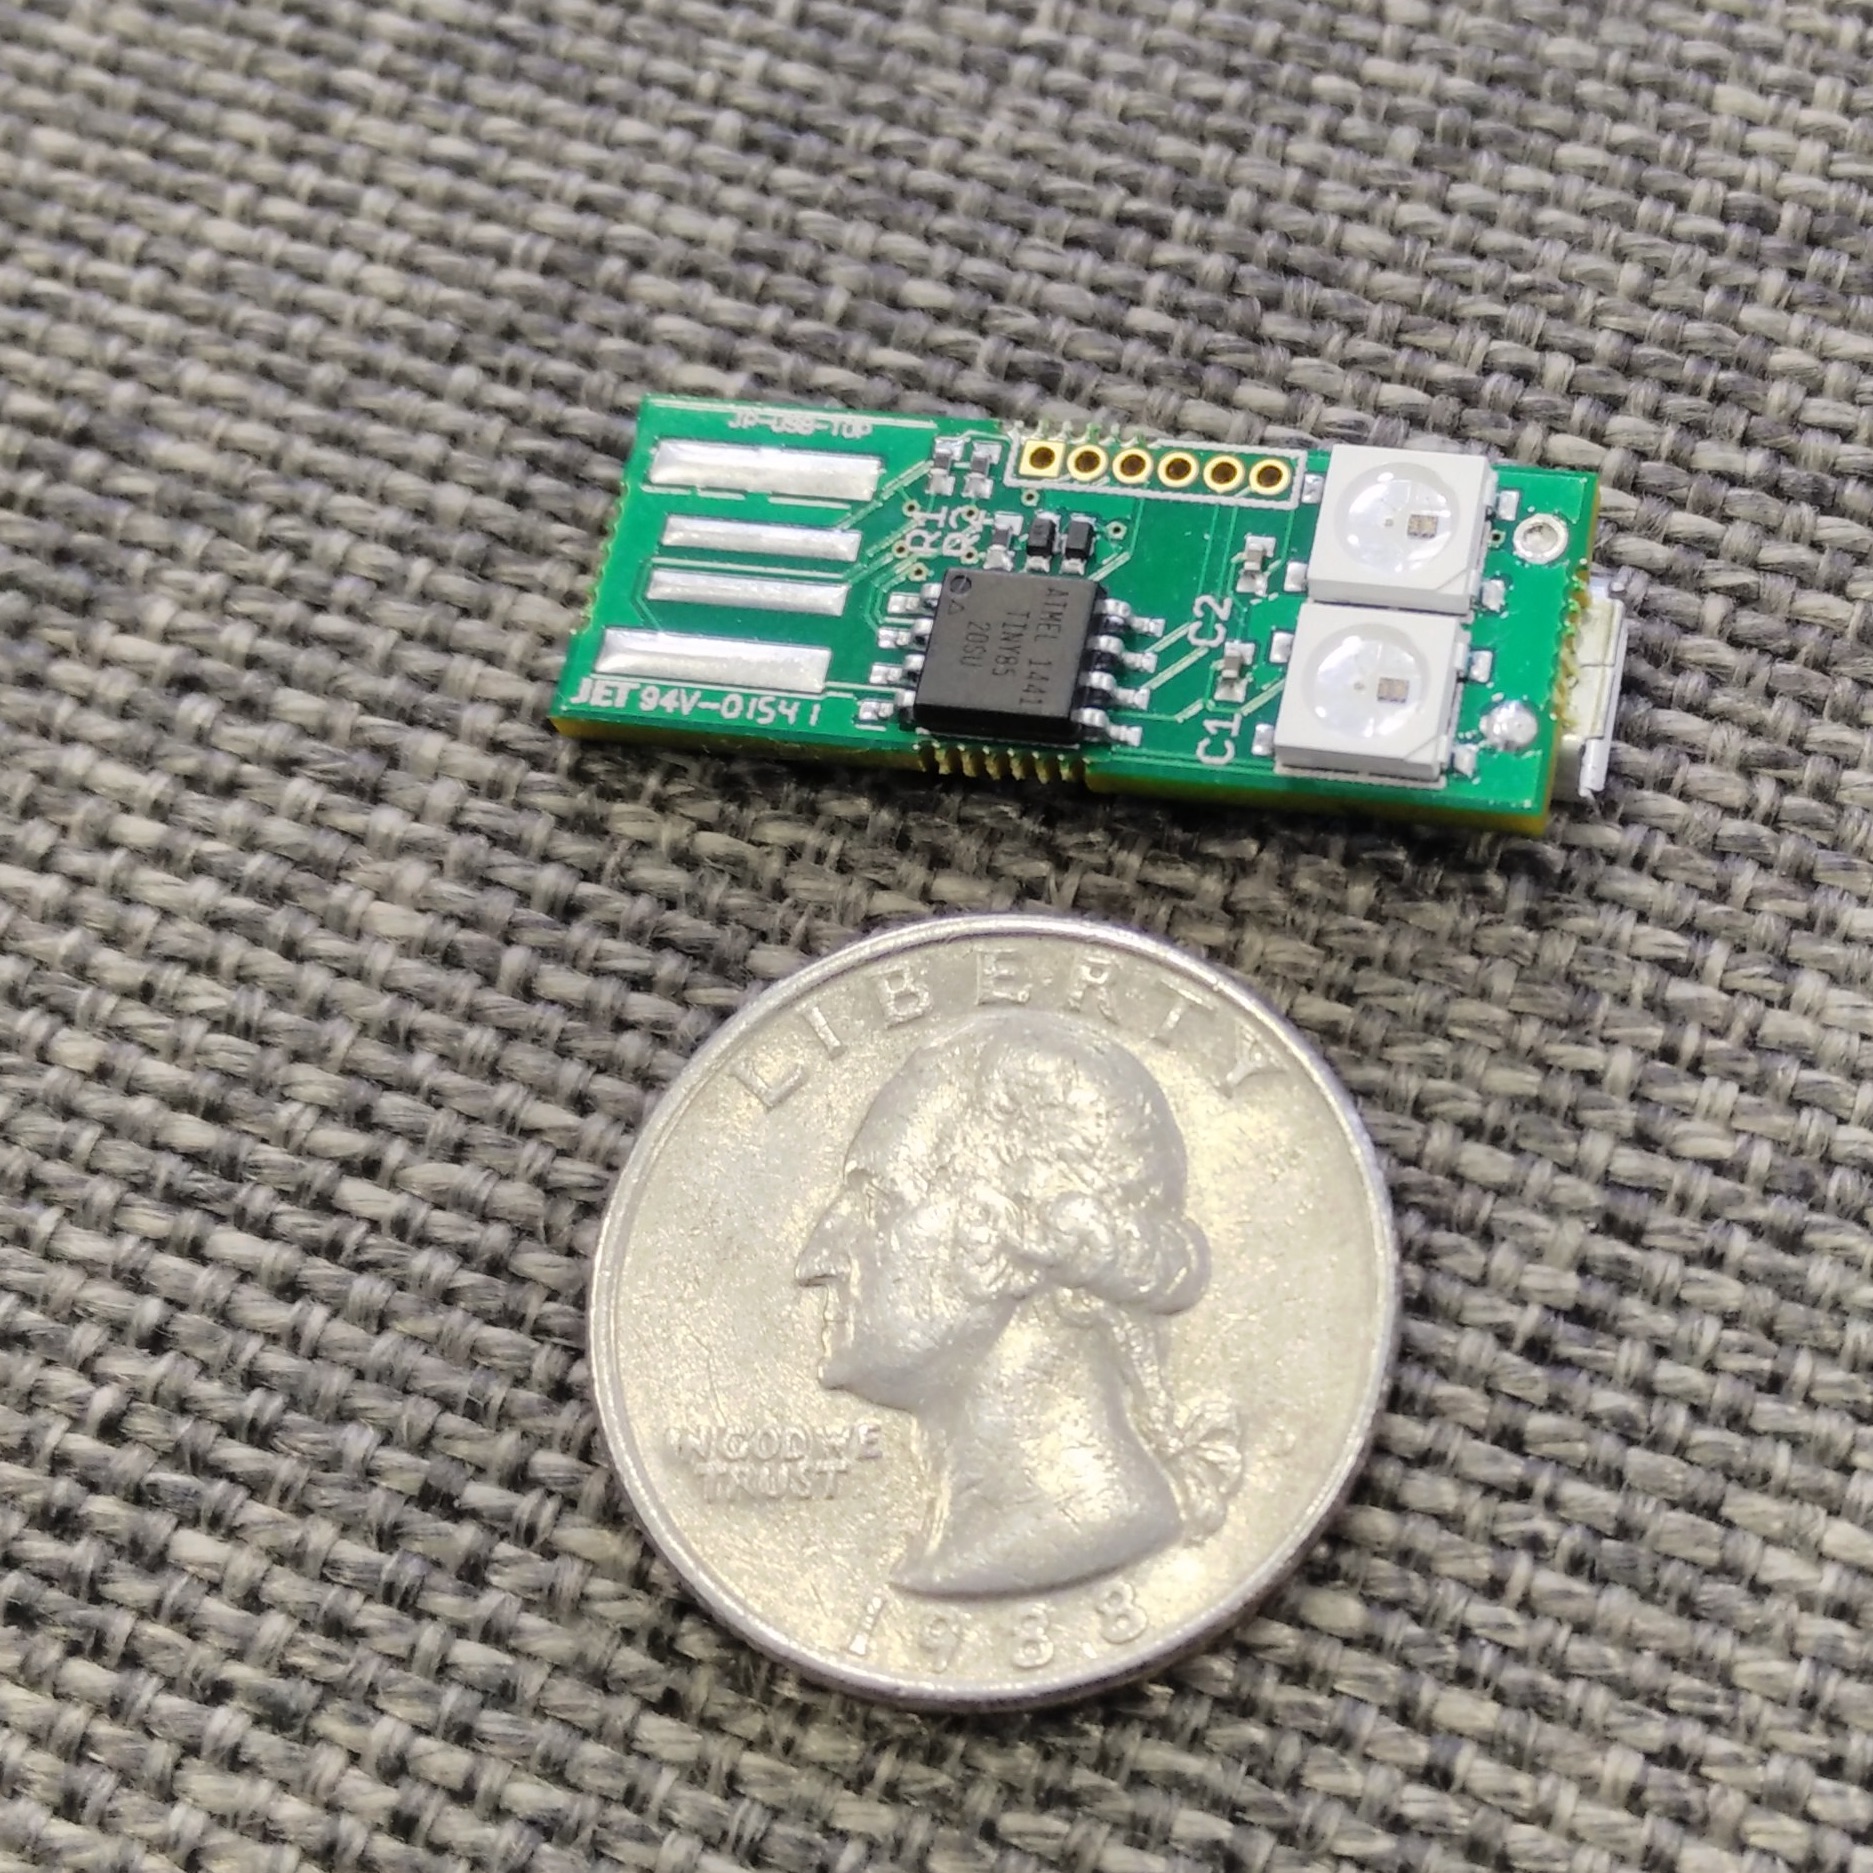 JP-USB-TOP
R1
R2
ATMEL 1441
TINY85
20SU
C2
C1
JET 94V-0 1541
LIBERTY
IN GOD WE
TRUST
1988